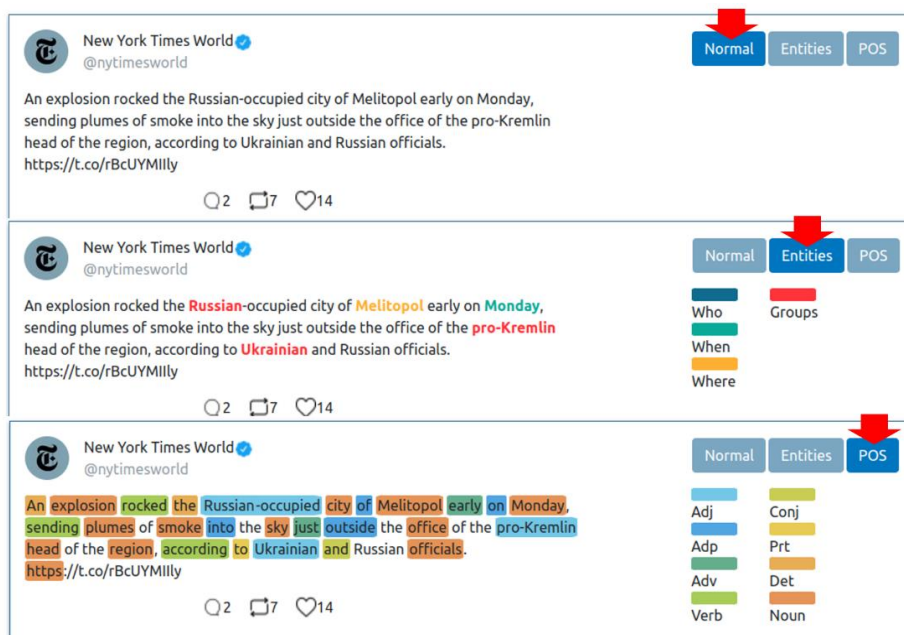 New York Times World
@nytimesworld
Normal Entities POS
An explosion rocked the Russian-occupied city of Melitopol early on Monday,
sending plumes of smoke into the sky just outside the office of the pro-Kremlin
head of the region, according to Ukrainian and Russian officials.
https://t.co/rBcUYMIIly
2 7 14
New York Times World
@nytimesworld
Normal Entities POS
An explosion rocked the Russian-occupied city of Melitopol early on Monday,
sending plumes of smoke into the sky just outside the office of the pro-Kremlin
head of the region, according to Ukrainian and Russian officials.
https://t.co/rBcUYMIIly
2 7 14
Who Groups
When
Where
New York Times World
@nytimesworld
Normal Entities POS
An explosion rocked the Russian-occupied city of Melitopol early on Monday,
sending plumes of smoke into the sky just outside the office of the pro-Kremlin
head of the region, according to Ukrainian and Russian officials.
https://t.co/rBcUYMIIly
2 7 14
Adj Conj
Adp Prt
Adv Det
Verb Noun